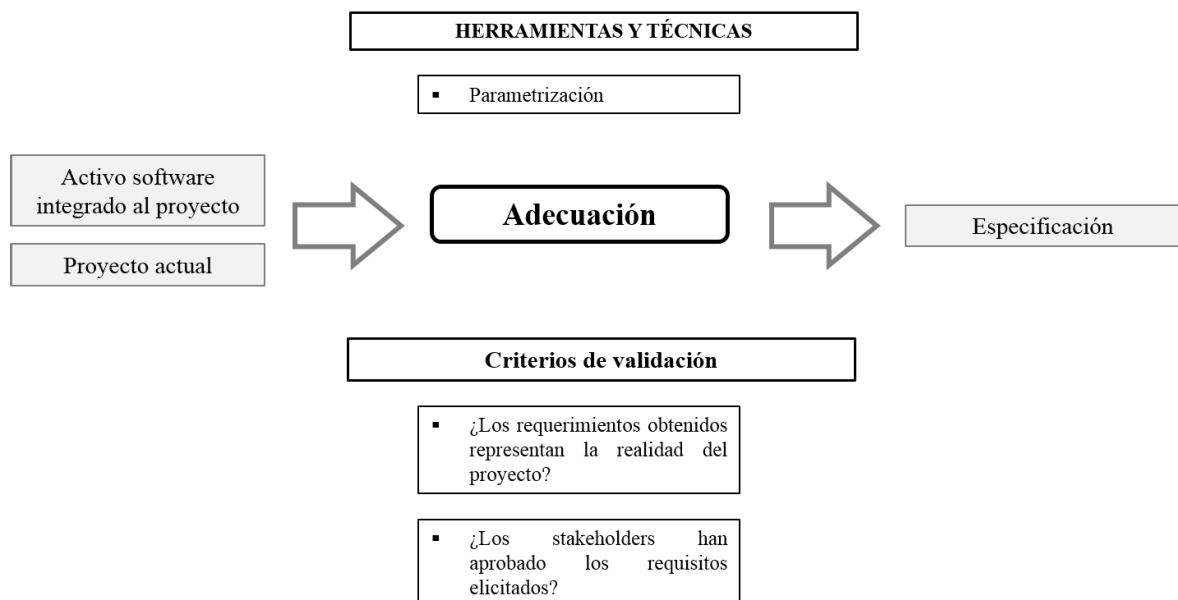 HERRAMIENTAS Y TÉCNICAS
▪ Parametrización
Activo software
integrado al proyecto
Proyecto actual
Adecuación
Especificación
Criterios de validación
▪ ¿Los requerimientos obtenidos
representan la realidad del
proyecto?
▪ ¿Los stakeholders han
aprobado los requisitos
elicitados?